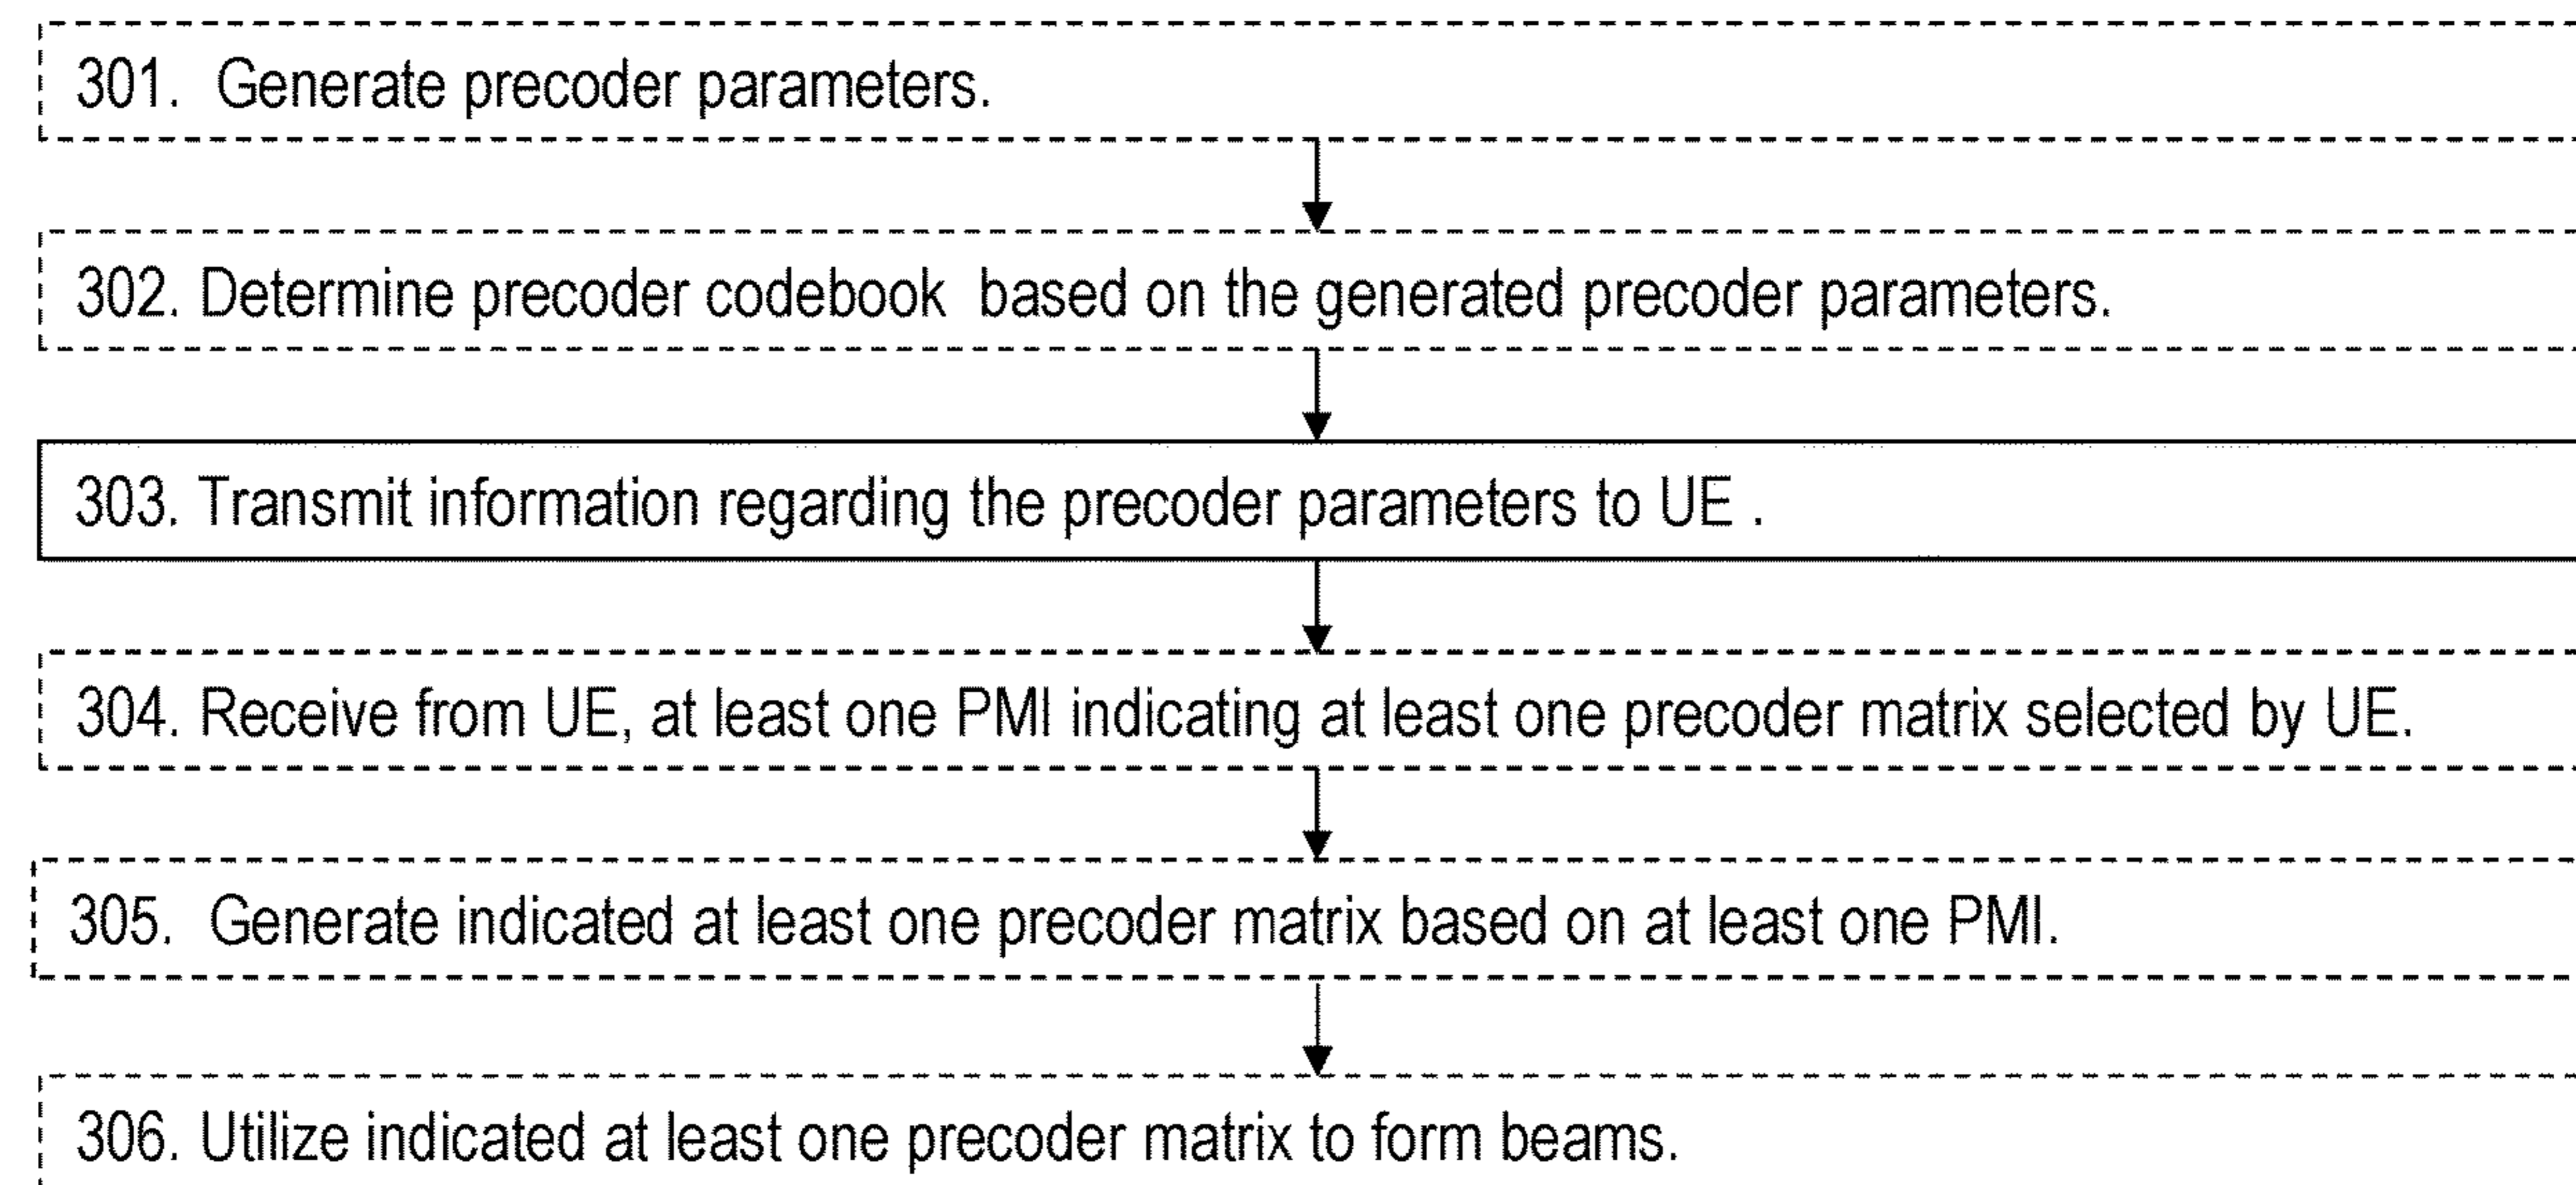 301. Generate precoder parameters.
302. Determine precoder codebook based on the generated precoder parameters.
303. Transmit information regarding the precoder parameters to UE .
304. Receive from UE, at least one PMI indicating at least one precoder matrix selected by UE.
305. Generate indicated at least one precoder matrix based on at least one PMI.
306. Utilize indicated at least one precoder matrix to form beams.